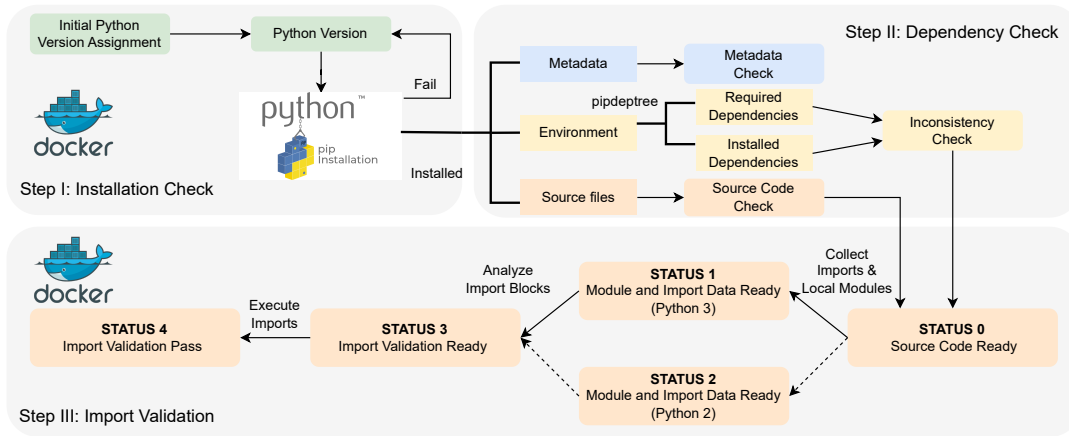 Initial Python
Version Assignment
Python Version
Fail
docker
python™
pip
Installation
Installed
Step I: Installation Check
Step II: Dependency Check
Metadata
Metadata
Check
pipdeptree
Environment
Required
Dependencies
Installed
Dependencies
Inconsistency
Check
Source files
Source Code
Check
docker
Collect
Imports &
Local Modules
STATUS 0
Source Code Ready
STATUS 1
Module and Import Data Ready
(Python 3)
STATUS 2
Module and Import Data Ready
(Python 2)
Analyze
Import Blocks
STATUS 3
Import Validation Ready
Execute
Imports
STATUS 4
Import Validation Pass
Step III: Import Validation